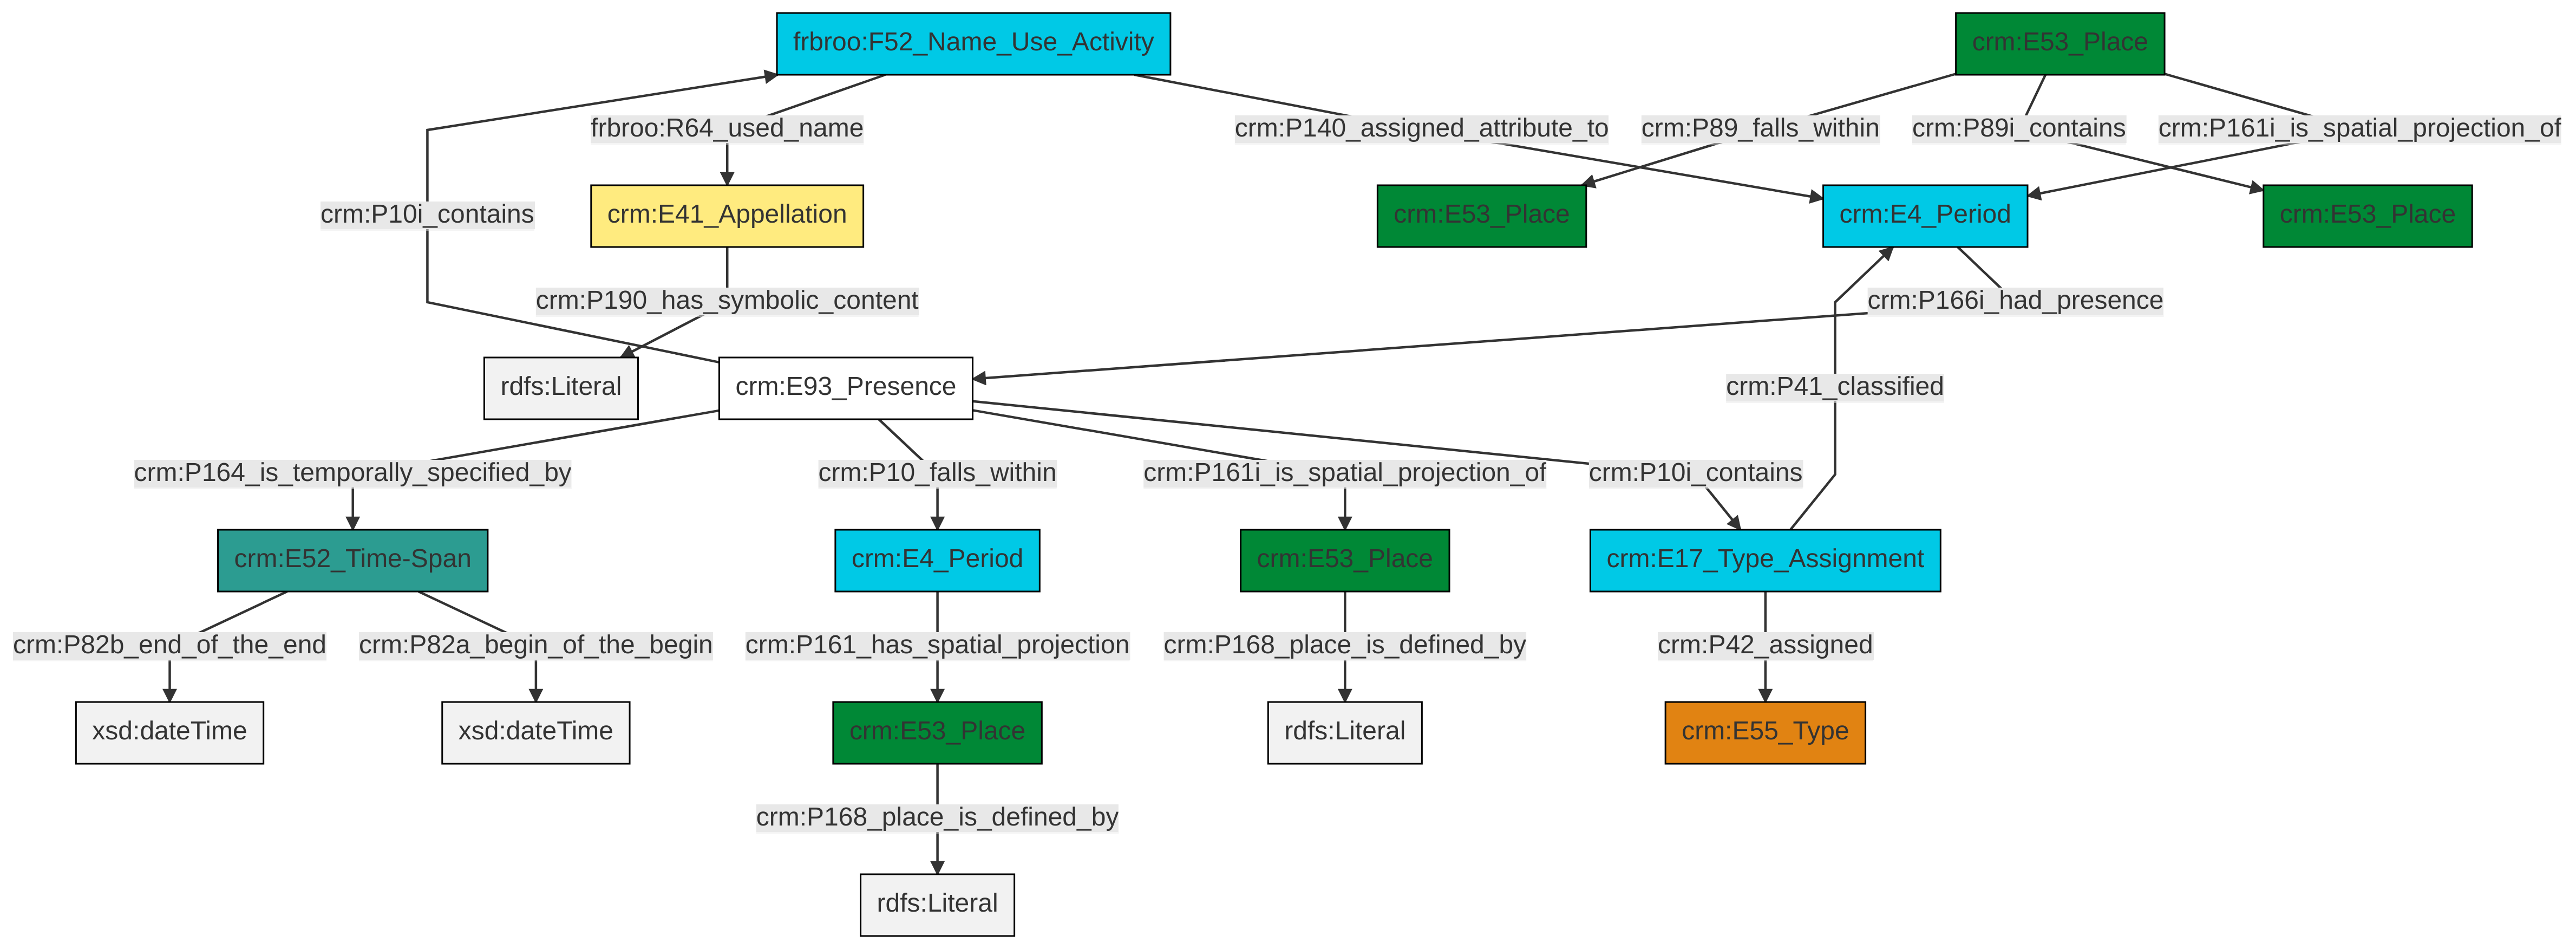 frbroo:F52_Name_Use_Activity
crm:E53_Place
frbroo:R64_used_name
crm:P140_assigned_attribute_to
crm:P89_falls_within
crm:P89i_contains
crm:P161i_is_spatial_projection_of
crm:P10i_contains
crm:E41_Appellation
crm:E53_Place
crm:E4_Period
crm:E53_Place
crm:P190_has_symbolic_content
crm:P166i_had_presence
rdfs:Literal
crm:E93_Presence
crm:P41_classified
crm:P164_is_temporally_specified_by
crm:P10_falls_within
crm:P161i_is_spatial_projection_of
crm:P10i_contains
crm:E52_Time-Span
crm:E4_Period
crm:E53_Place
crm:E17_Type_Assignment
crm:P82b_end_of_the_end
crm:P82a_begin_of_the_begin
crm:P161_has_spatial_projection
crm:P168_place_is_defined_by
crm:P42_assigned
xsd:dateTime
xsd:dateTime
crm:E53_Place
rdfs:Literal
crm:E55_Type
crm:P168_place_is_defined_by
rdfs:Literal